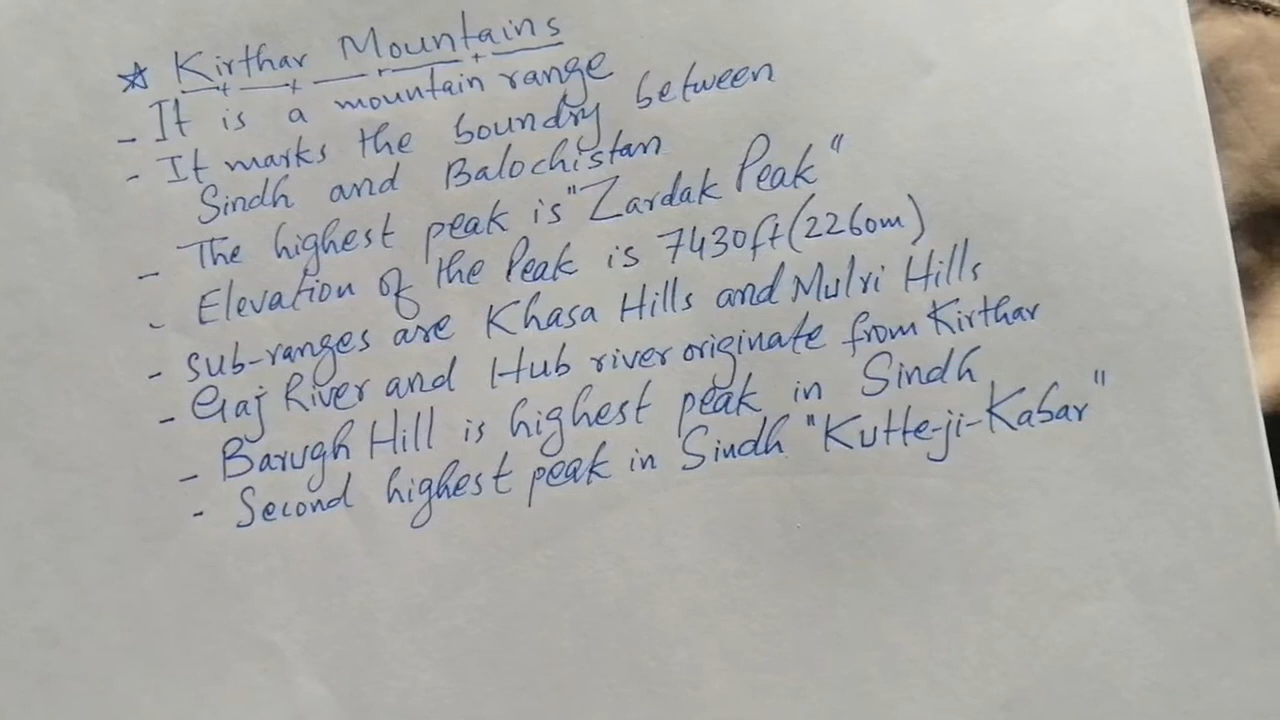 ☆ Kirthar Mountains
- It is a mountain range
- It marks the boundry between
Sindh and Balochistan
- The highest peak is "Zardak Peak"
- Elevation of the Peak is 7430ft (2260m)
- sub-ranges are Khasa Hills and Mulri Hills
- Gaj River and Hub river originate from Kirthar
- Barugh Hill is highest peak in Sindh
- Second highest peak in Sindh "Kutte-ji-Kabar"